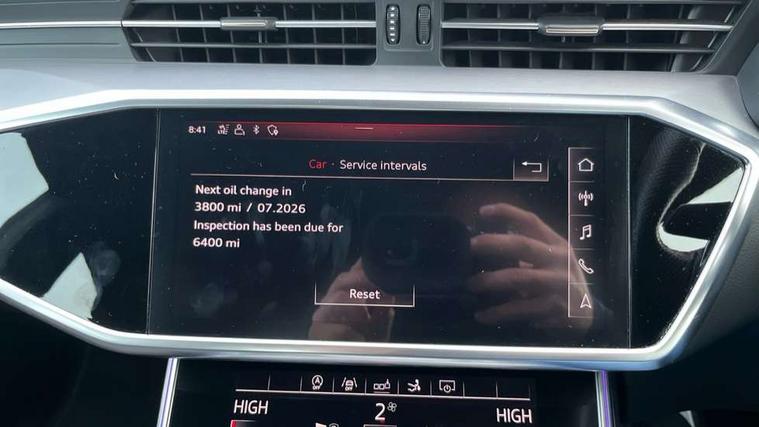 8:41
Car · Service intervals
Next oil change in
3800 mi / 07.2026
Inspection has been due for
6400 mi
Reset
HIGH
2
HIGH